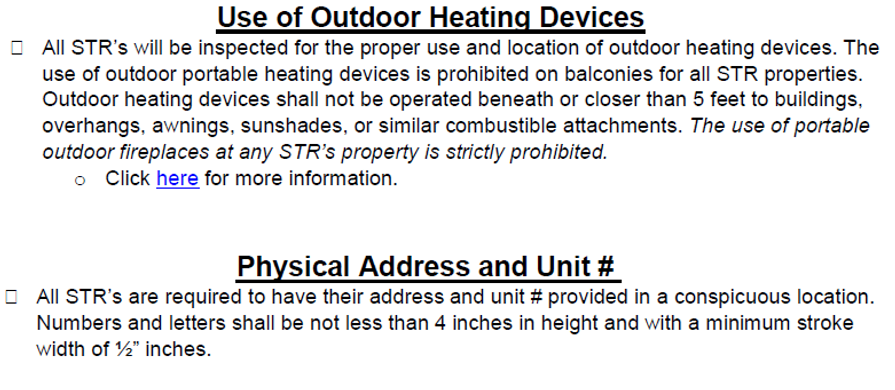 Use of Outdoor Heating Devices
☐ All STR's will be inspected for the proper use and location of outdoor heating devices. The
use of outdoor portable heating devices is prohibited on balconies for all STR properties.
Outdoor heating devices shall not be operated beneath or closer than 5 feet to buildings,
overhangs, awnings, sunshades, or similar combustible attachments. The use of portable
outdoor fireplaces at any STR's property is strictly prohibited.
o Click here for more information.
Physical Address and Unit #
☐ All STR's are required to have their address and unit # provided in a conspicuous location.
Numbers and letters shall be not less than 4 inches in height and with a minimum stroke
width of ½” inches.